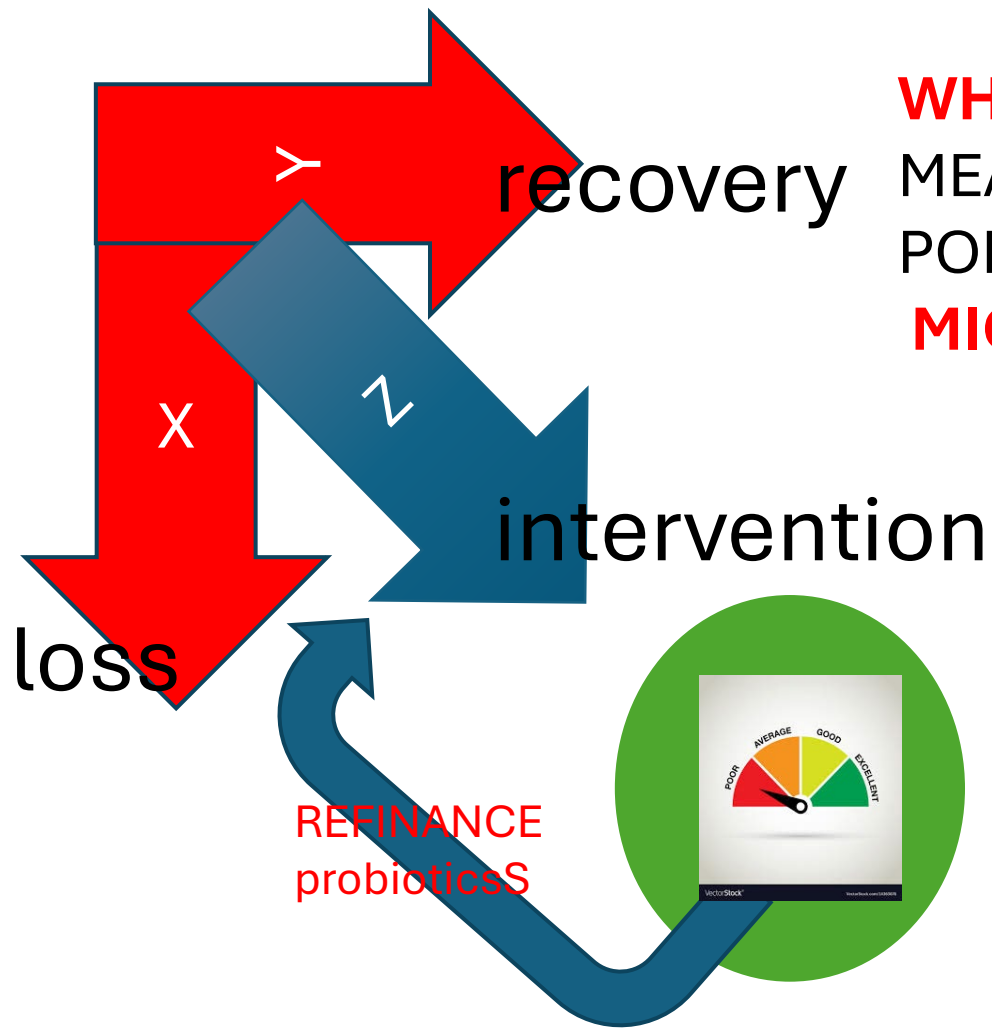 Y
recovery
X
Z
intervention
loss
REFINANCE
probioticsS
POOR
AVERAGE
GOOD
EXCELLENT
VectorStock